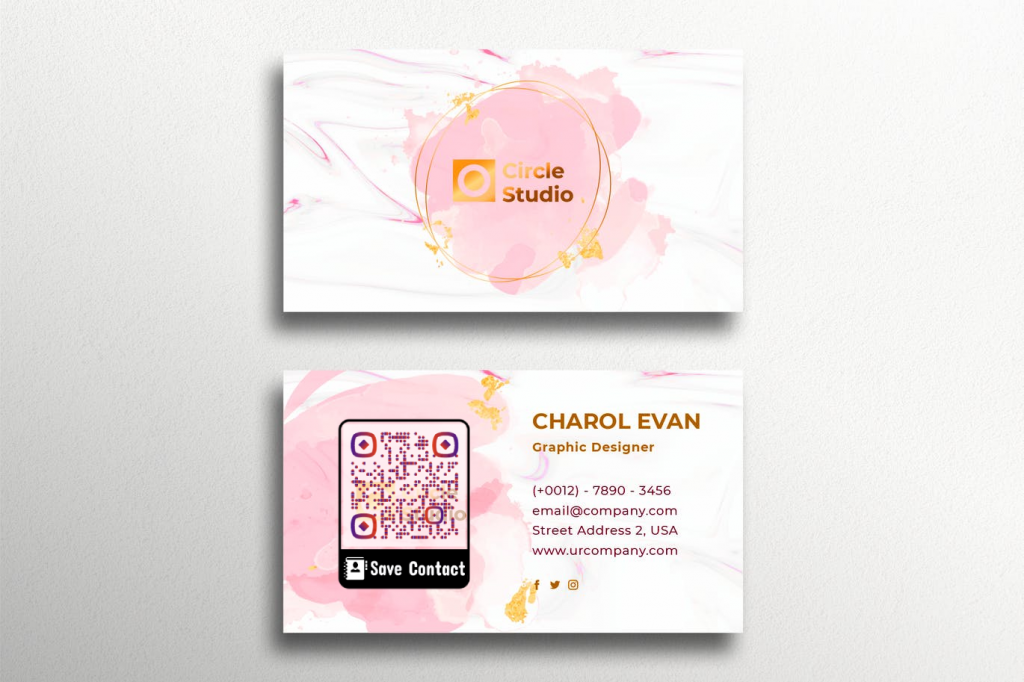 Circle
Studio
CHAROL EVAN
Graphic Designer
(+0012) - 7890 - 3456
email@company.com
Street Address 2, USA
www.urcompany.com
Save Contact